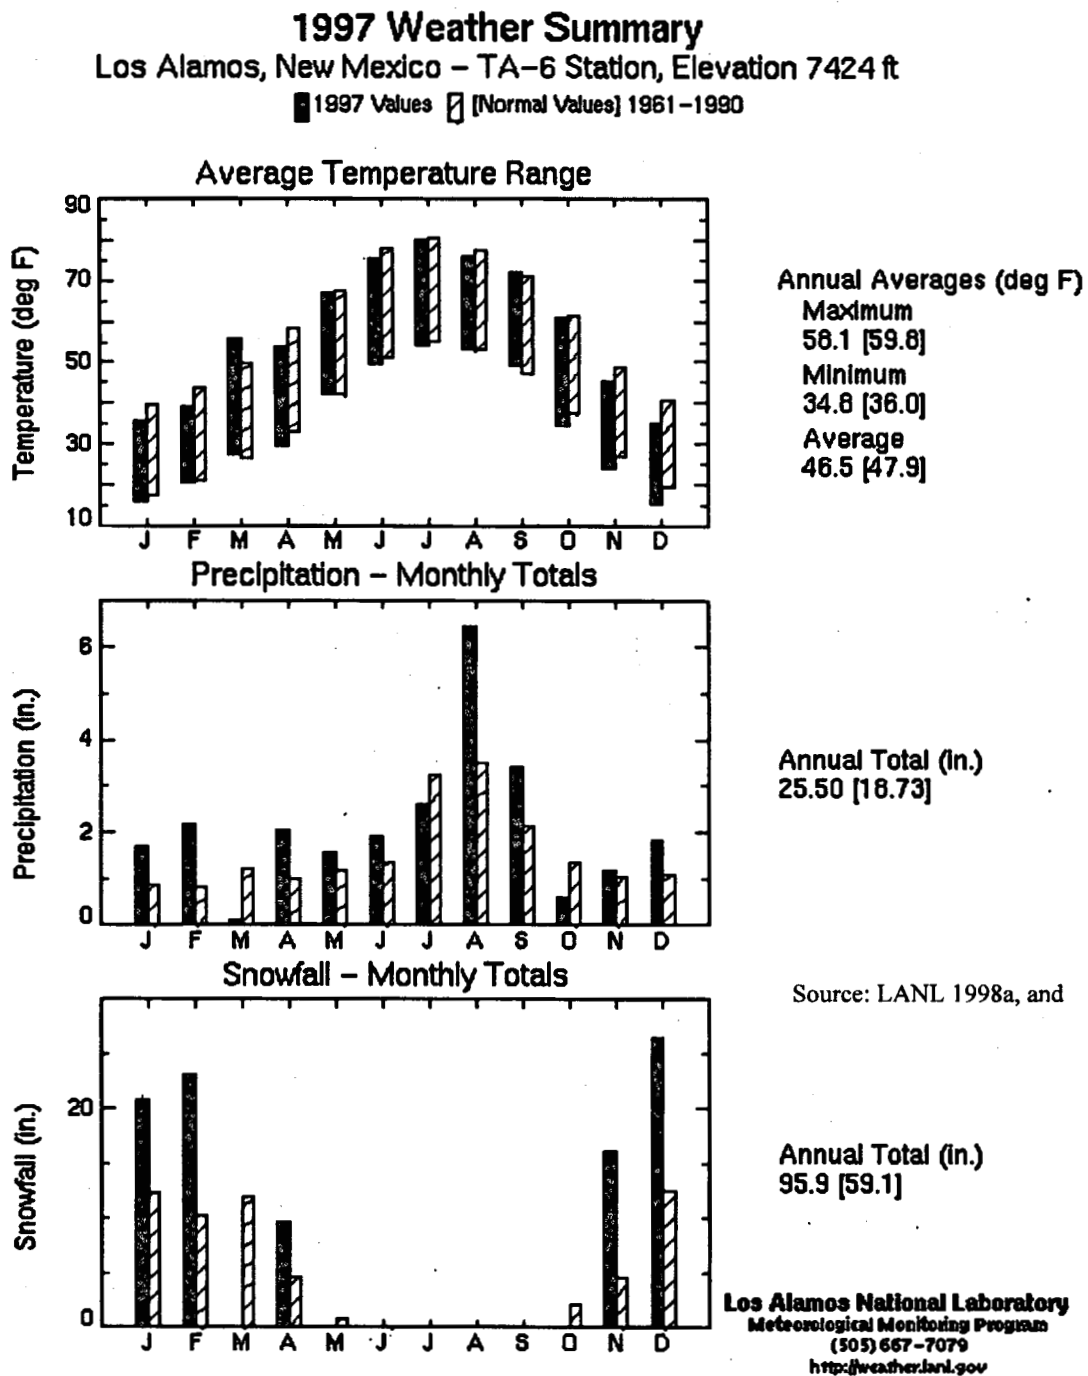 1997 Weather Summary
Los Alamos, New Mexico – TA–6 Station, Elevation 7424 ft
1997 Values [Normal Values] 1961–1990
Average Temperature Range
Temperature (deg F)
90
70
50
30
10
J F M A M J J A S O N D
Annual Averages (deg F)
Maximum
58.1 [59.8]
Minimum
34.8 [36.0]
Average
46.5 [47.9]
Precipitation – Monthly Totals
Precipitation (in.)
6
4
2
0
J F M A M J J A S O N D
Annual Total (in.)
25.50 [18.73]
Snowfall – Monthly Totals
Snowfall (in.)
20
0
J F M A M J J A S O N D
Source: LANL 1998a, and
Annual Total (in.)
95.9 [59.1]
Los Alamos National Laboratory
Meteorological Monitoring Program
(505) 667–7079
http://weather.lanl.gov